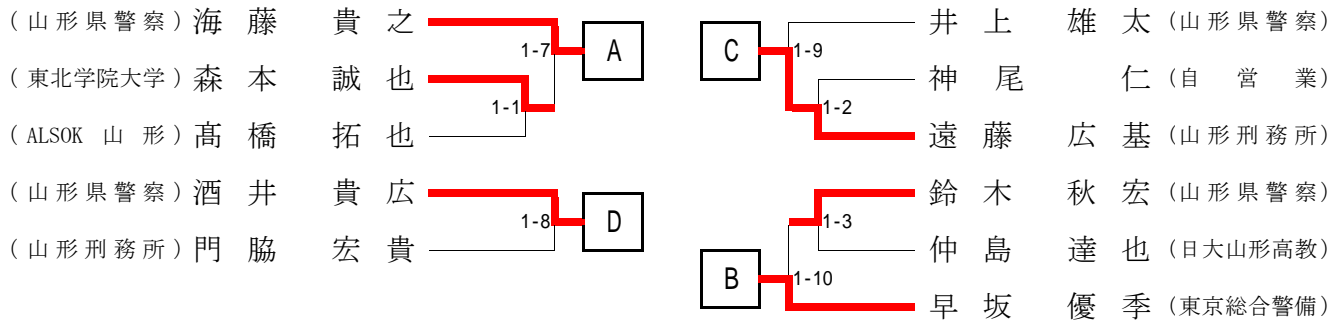 (山形県警察) 海藤 貴之
1-7
A
(東北学院大学) 森本 誠也
1-1
(ALSOK 山形)髙橋 拓也
(山形県警察) 酒井 貴広
1-8
D
(山形刑務所) 門脇 宏貴
井上 雄太 (山形県警察)
C
1-9
神尾 仁 (自営業)
1-2
遠藤 広基 (山形刑務所)
鈴木 秋宏 (山形県警察)
1-3
仲島 達也 (日大山形高教)
B
1-10
早坂 優季 (東京総合警備)